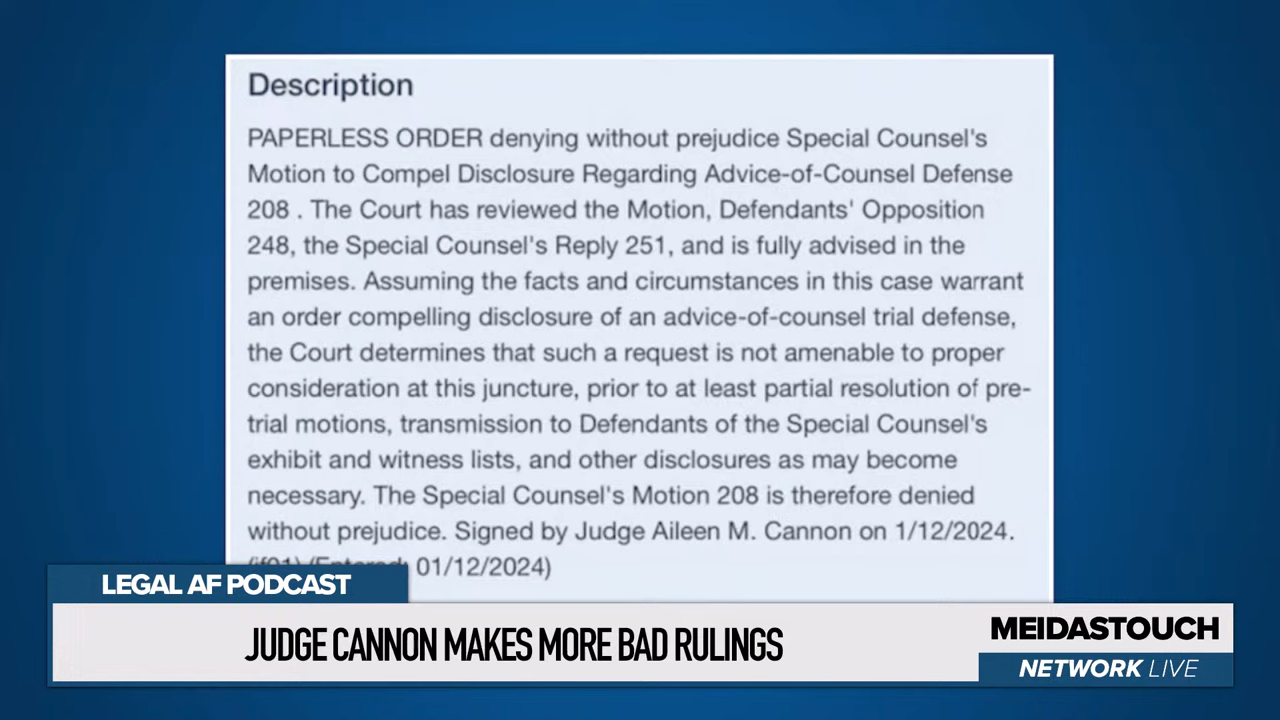 Description
PAPERLESS ORDER denying without prejudice Special Counsel's
Motion to Compel Disclosure Regarding Advice-of-Counsel Defense
208 . The Court has reviewed the Motion, Defendants' Opposition
248, the Special Counsel's Reply 251, and is fully advised in the
premises. Assuming the facts and circumstances in this case warrant
an order compelling disclosure of an advice-of-counsel trial defense,
the Court determines that such a request is not amenable to proper
consideration at this juncture, prior to at least partial resolution of pre-
trial motions, transmission to Defendants of the Special Counsel's
exhibit and witness lists, and other disclosures as may become
necessary. The Special Counsel's Motion 208 is therefore denied
without prejudice. Signed by Judge Aileen M. Cannon on 1/12/2024.
(Entered: 01/12/2024)
LEGAL AF PODCAST
JUDGE CANNON MAKES MORE BAD RULINGS
MEIDASTOUCH
NETWORK LIVE